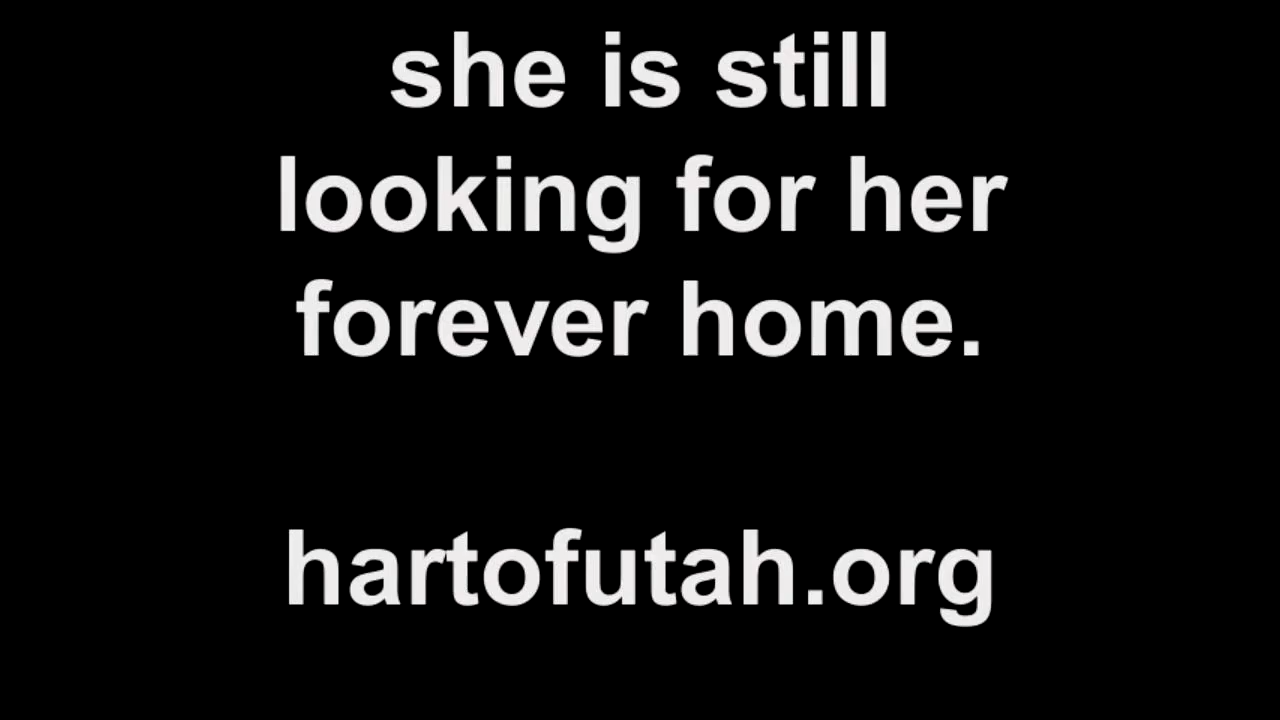 she is still
looking for her
forever home.
hartofutah.org